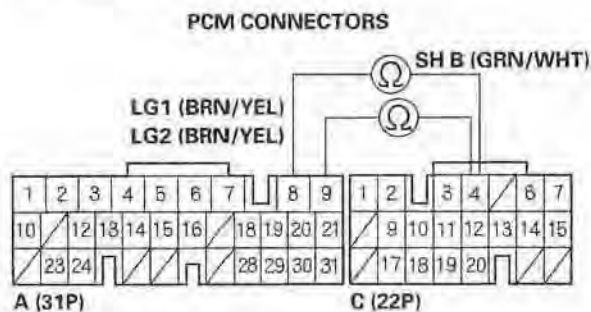 PCM CONNECTORS
Ω SH B (GRN/WHT)
LG1 (BRN/YEL) Ω
LG2 (BRN/YEL)
1 2 3 4 5 6 7 8 9 1 2 3 4 6 7
10 12 13 14 15 16 18 19 20 21 9 10 11 12 13 14 15
23 24 28 29 30 31 17 18 19 20
A (31P) C (22P)